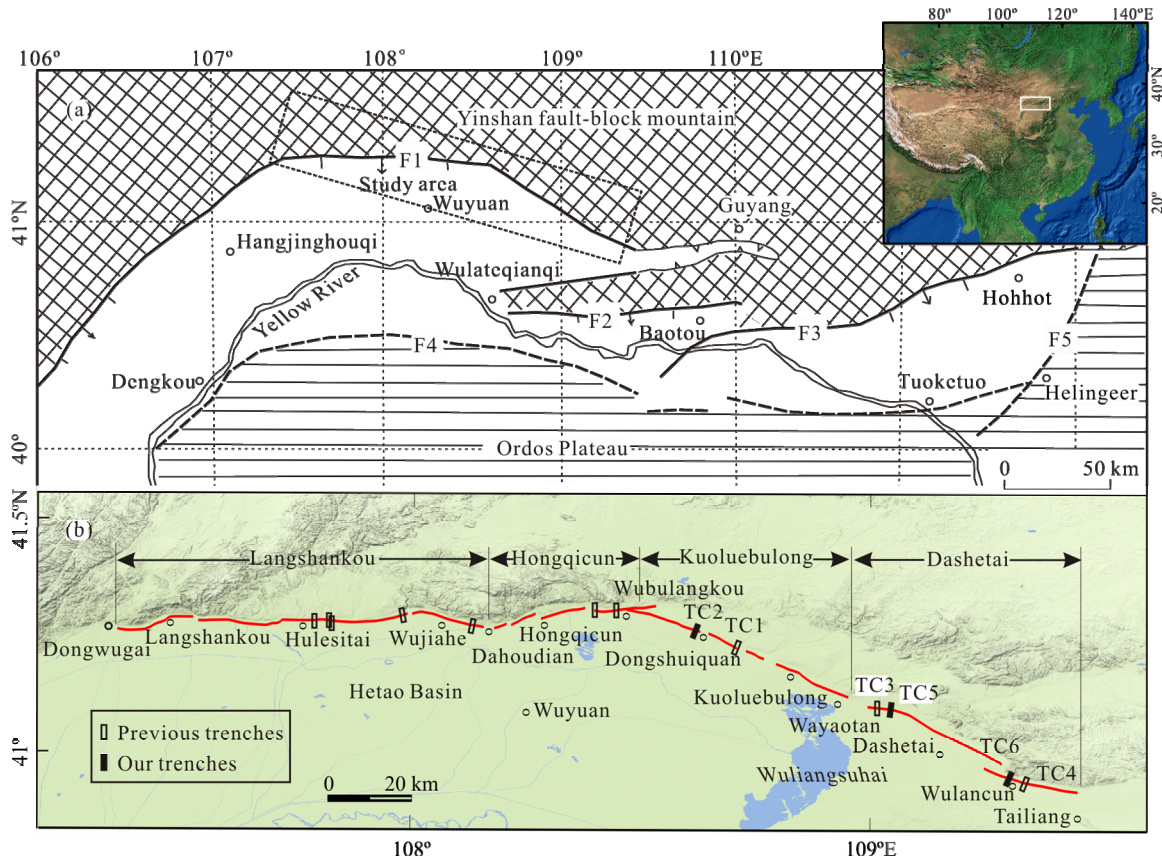 80º 100º 120º 140ºE
106º 107º 108º 109º 110ºE
40ºN
30º
20º
(a)
Yinshan fault-block mountain
F1
Study area
Wuyuan
Guyang
41ºN
Hangjinghouqi
Wulateqianqi
Hohhot
Yellow River
F2
Baotou
F3
F4
F5
Dengkou
Tuoketuo
Helingeer
40º
Ordos Plateau
0 50 km
41.5ºN
(b)
Langshankou Hongqicun Kuoluebulong Dashetai
Wubulangkou
TC2
TC1
Langshankou
Hulesitai
Wujiahe
Hongqicun
Dongwugai
Dahoudian
Dongshuiquan
Hetao Basin
Kuoluebulong
TC3
TC5
Wuyuan
Wayaotan
Previous trenches
Our trenches
41º
Dashetai
TC6
Wuliangsuhai
TC4
0 20 km
Wulancun
Tailiang
108º
109ºE